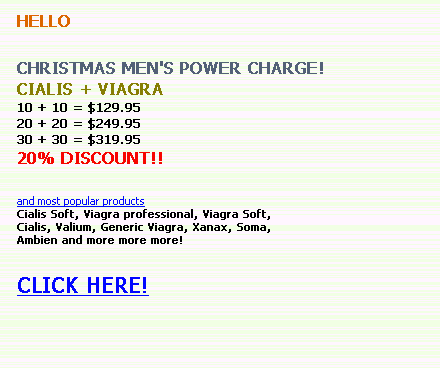 HELLO
CHRISTMAS MEN'S POWER CHARGE!
CIALIS + VIAGRA
10 + 10 = $129.95
20 + 20 = $249.95
30 + 30 = $319.95
20% DISCOUNT!!
and most popular products
Cialis Soft, Viagra professional, Viagra Soft,
Cialis, Valium, Generic Viagra, Xanax, Soma,
Ambien and more more more!
CLICK HERE!